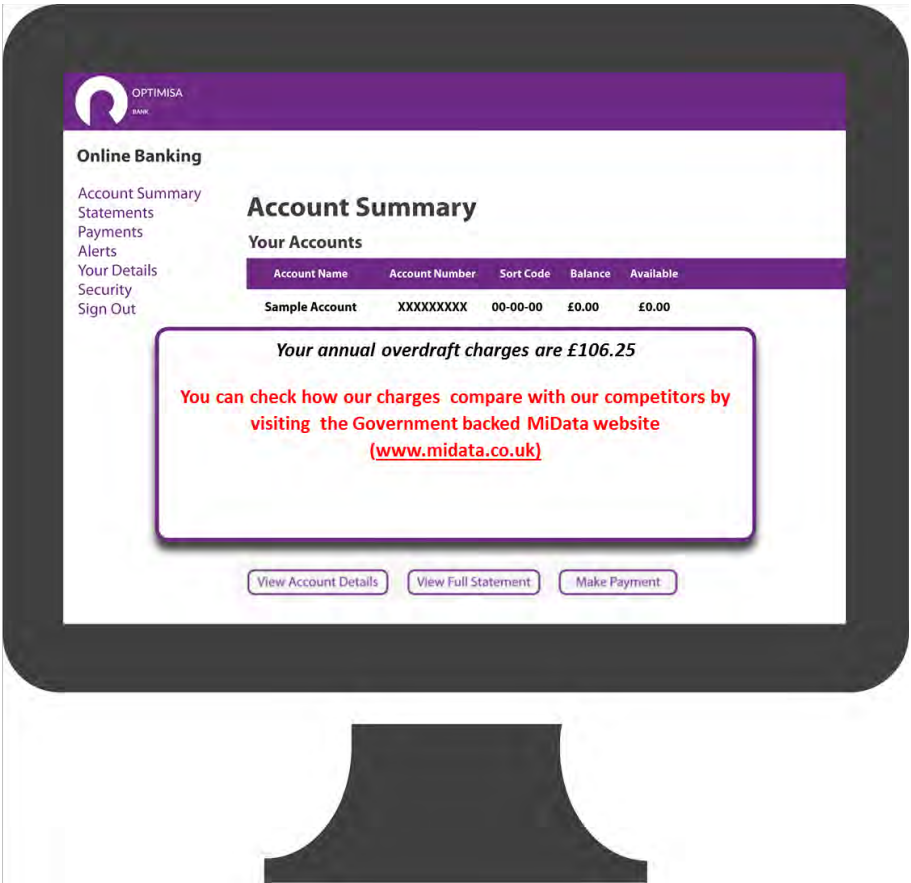 OPTIMISA
BANK
Online Banking
Account Summary
Statements
Payments
Alerts
Your Details
Security
Sign Out
Account Summary
Your Accounts
Account Name Account Number Sort Code Balance Available
Sample Account XXXXXXXXX 00-00-00 £0.00 £0.00
Your annual overdraft charges are £106.25
You can check how our charges compare with our competitors by
visiting the Government backed MiData website
(www.midata.co.uk)
View Account Details View Full Statement Make Payment